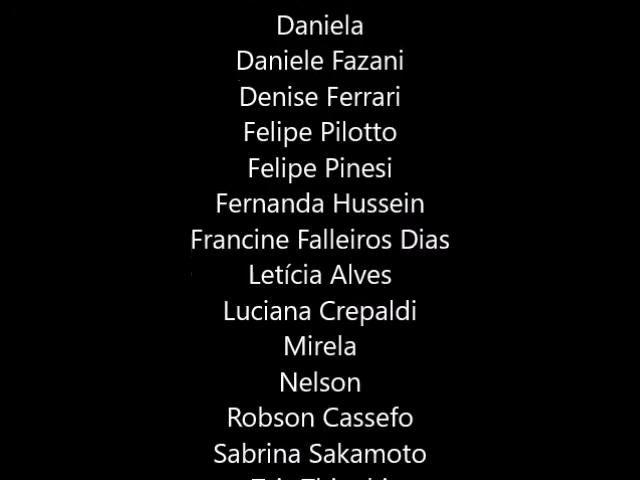 Daniela
Daniele Fazani
Denise Ferrari
Felipe Pilotto
Felipe Pinesi
Fernanda Hussein
Francine Falleiros Dias
Letícia Alves
Luciana Crepaldi
Mirela
Nelson
Robson Cassefo
Sabrina Sakamoto